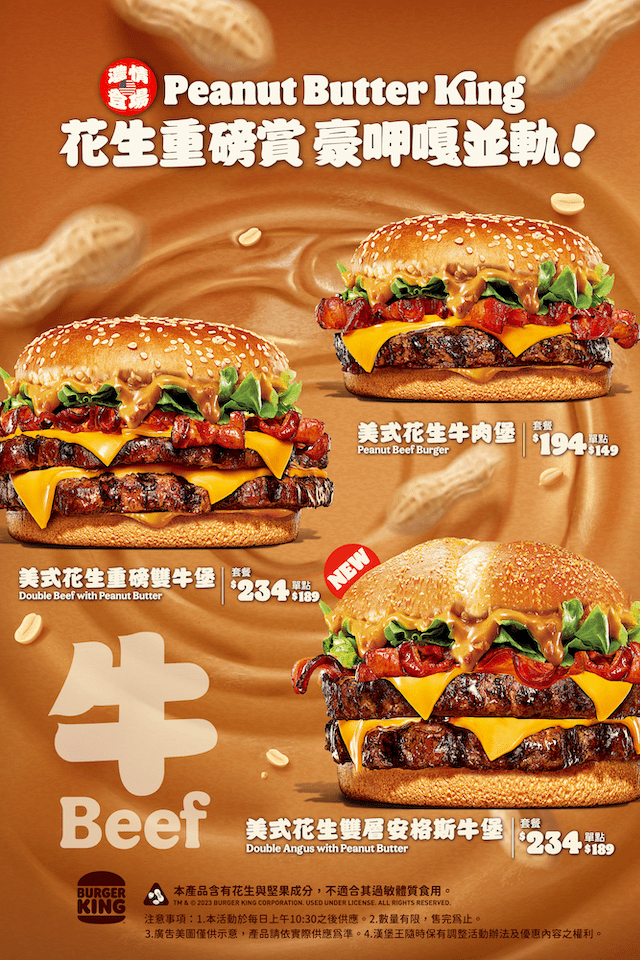 濃情
登場
Peanut Butter King
花生重磅賞 豪呷嘎並軌!
美式花生牛肉堡
Peanut Beef Burger
套餐
$194
單點
$149
美式花生重磅雙牛堡
Double Beef with Peanut Butter
套餐
$234
單點
$189
NEW
牛
Beef
美式花生雙層安格斯牛堡
Double Angus with Peanut Butter
套餐
$234
單點
$189
BURGER
KING
本產品含有花生與堅果成分,不適合其過敏體質食用。
TM & © 2023 BURGER KING CORPORATION. USED UNDER LICENSE. ALL RIGHTS RESERVED.
注意事項:1.本活動於每日上午10:30之後供應。2.數量有限,售完為止。
3.廣告美圖僅供示意,產品請依實際供應為準。4.漢堡王隨時保有調整活動辦法及優惠內容之權利。